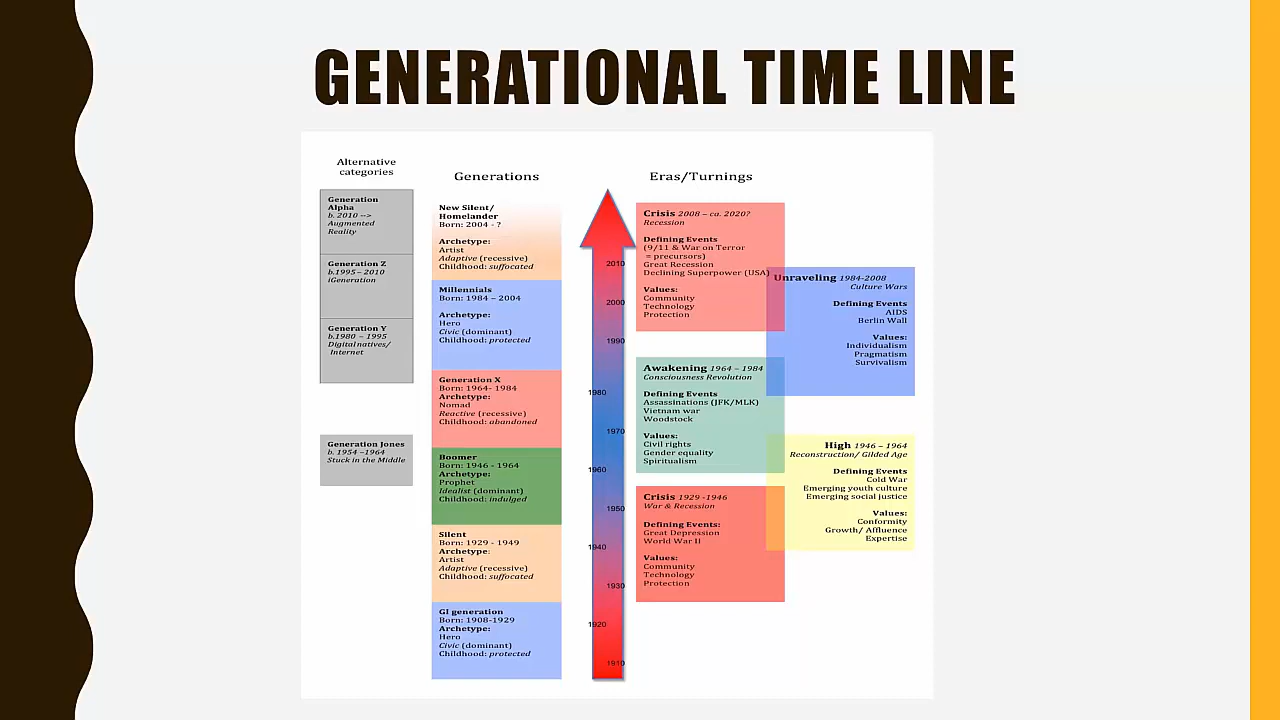 GENERATIONAL TIME LINE
Alternative
categories
Generation
Alpha
b. 2010 -->
Augmented
Reality
Generation Z
b.1995 – 2010
iGeneration
Generation Y
b.1980 – 1995
Digital natives/
Internet
Generation Jones
b. 1954 –1964
Stuck in the Middle
Generations
New Silent/
Homelander
Born: 2004 - ?
Archetype:
Artist
Adaptive (recessive)
Childhood: suffocated
Millennials
Born: 1984 – 2004
Archetype:
Hero
Civic (dominant)
Childhood: protected
Generation X
Born: 1964- 1984
Archetype:
Nomad
Reactive (recessive)
Childhood: abandoned
Boomer
Born: 1946 - 1964
Archetype:
Prophet
Idealist (dominant)
Childhood: indulged
Silent
Born: 1929 - 1949
Archetype:
Artist
Adaptive (recessive)
Childhood: suffocated
GI generation
Born: 1908-1929
Archetype:
Hero
Civic (dominant)
Childhood: protected
2010
2000
1990
1980
1970
1960
1950
1940
1930
1920
1910
Eras/Turnings
Crisis 2008 – ca. 2020?
Recession
Defining Events
(9/11 & War on Terror
= precursors)
Great Recession
Declining Superpower (USA)
Values:
Community
Technology
Protection
Unraveling 1984-2008
Culture Wars
Defining Events
AIDS
Berlin Wall
Values:
Individualism
Pragmatism
Survivalism
Awakening 1964 – 1984
Consciousness Revolution
Defining Events
Assassinations (JFK/MLK)
Vietnam war
Woodstock
Values:
Civil rights
Gender equality
Spiritualism
High 1946 – 1964
Reconstruction/ Gilded Age
Defining Events
Cold War
Emerging youth culture
Emerging social justice
Values:
Conformity
Growth/ Affluence
Expertise
Crisis 1929 -1946
War & Recession
Defining Events:
Great Depression
World War II
Values:
Community
Technology
Protection